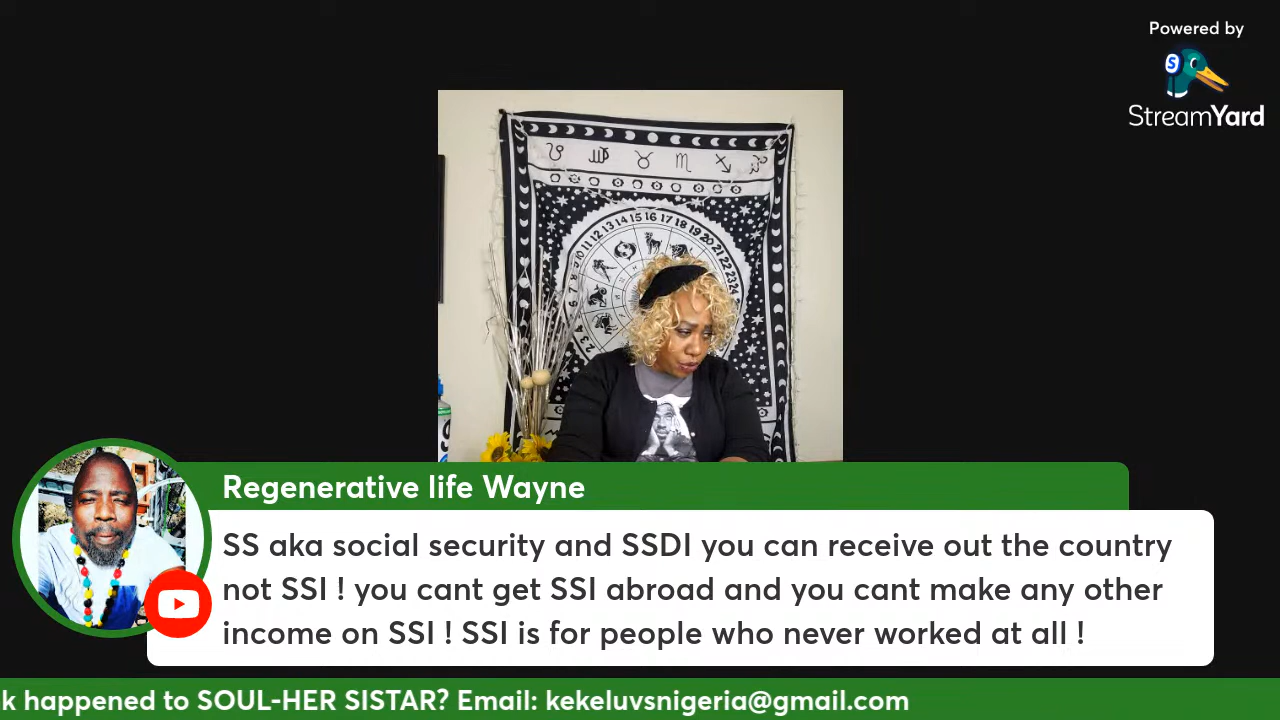 Powered by
StreamYard
Regenerative life Wayne
SS aka social security and SSDI you can receive out the country
not SSI ! you cant get SSI abroad and you cant make any other
income on SSI ! SSI is for people who never worked at all !
k happened to SOUL-HER SISTAR? Email: kekeluvsnigeria@gmail.com